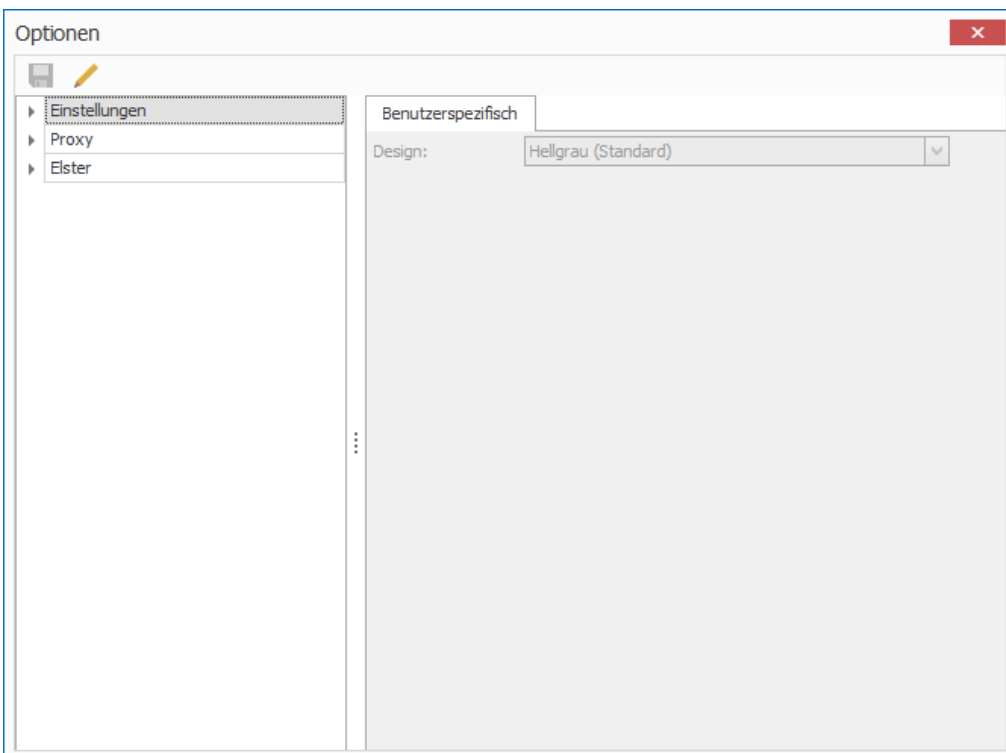 Optionen
Einstellungen
Proxy
Elster
Benutzerspezifisch
Design: Hellgrau (Standard)